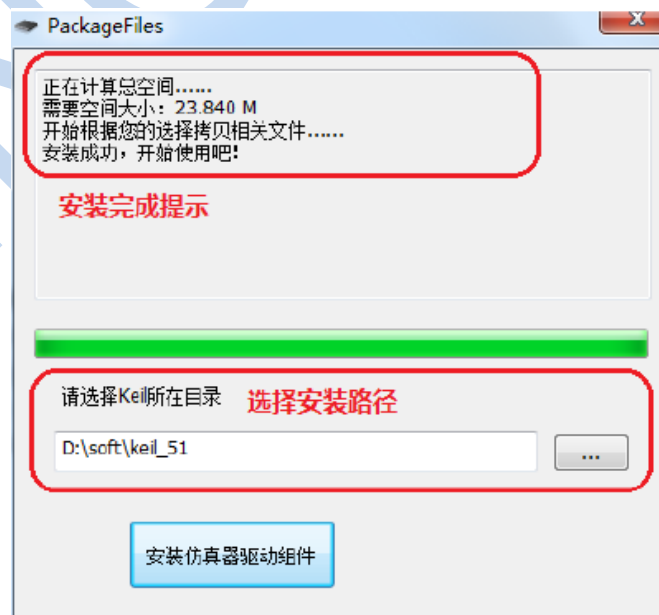 PackageFiles
正在计算总空间......
需要空间大小：23.840 M
开始根据您的选择拷贝相关文件......
安装成功，开始使用吧!
安装完成提示
请选择Keil所在目录 选择安装路径
D:\soft\keil_51
...
安装仿真器驱动组件